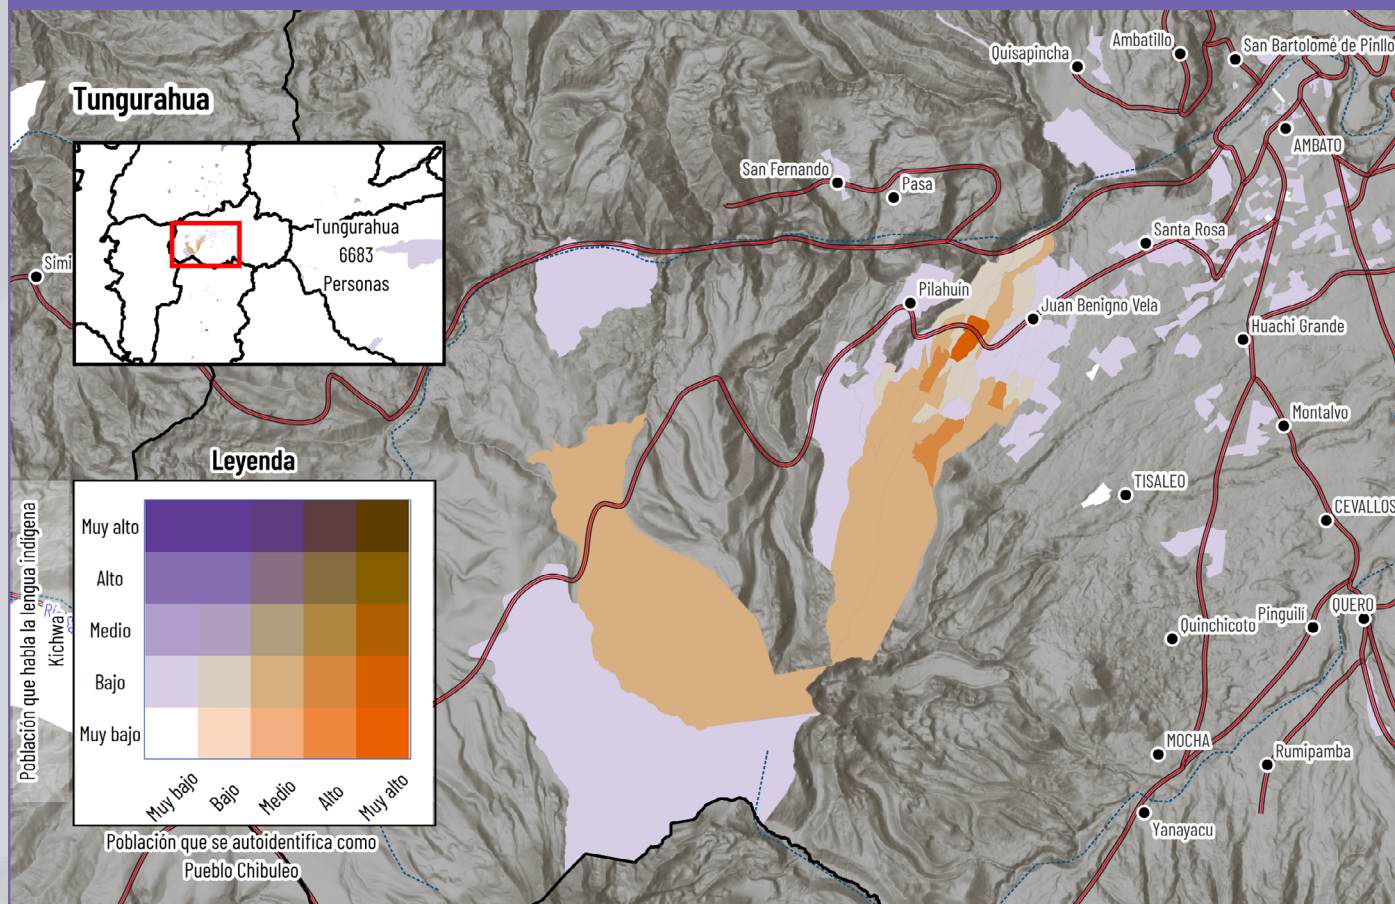 Tungurahua
Tungurahua
6683
Personas
Simi
Leyenda
Población que habla la lengua indígena
Kichwa
Muy alto
Alto
Medio
Bajo
Muy bajo
Muy bajo
Bajo
Medio
Alto
Muy alto
Población que se autoidentifica como
Pueblo Chibuleo
Quisapincha
Ambatillo
San Bartolomé de Pinllo
AMBATO
San Fernando
Pasa
Santa Rosa
Pilahuín
Juan Benigno Vela
Huachi Grande
Montalvo
TISALEO
CEVALLOS
QUERO
Pinguilí
Quinchicoto
MOCHA
Rumipamba
Yanayacu